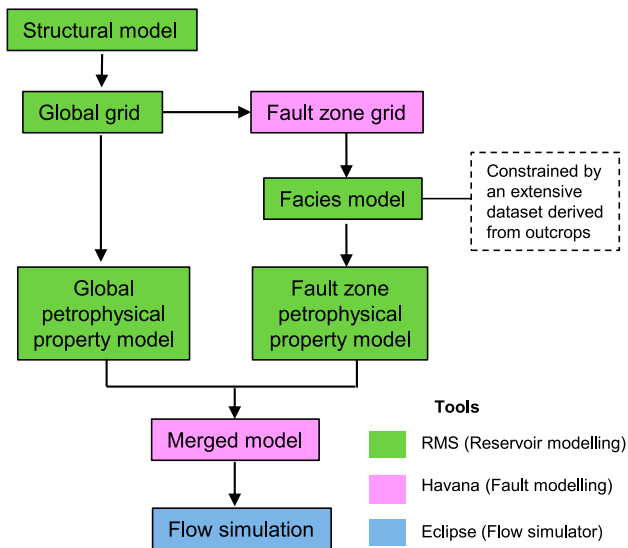 Structural model
Global grid
Fault zone grid
Facies model
Constrained by
an extensive
dataset derived
from outcrops
Global
petrophysical
property model
Fault zone
petrophysical
property model
Merged model
Flow simulation
Tools
RMS (Reservoir modelling)
Havana (Fault modelling)
Eclipse (Flow simulator)